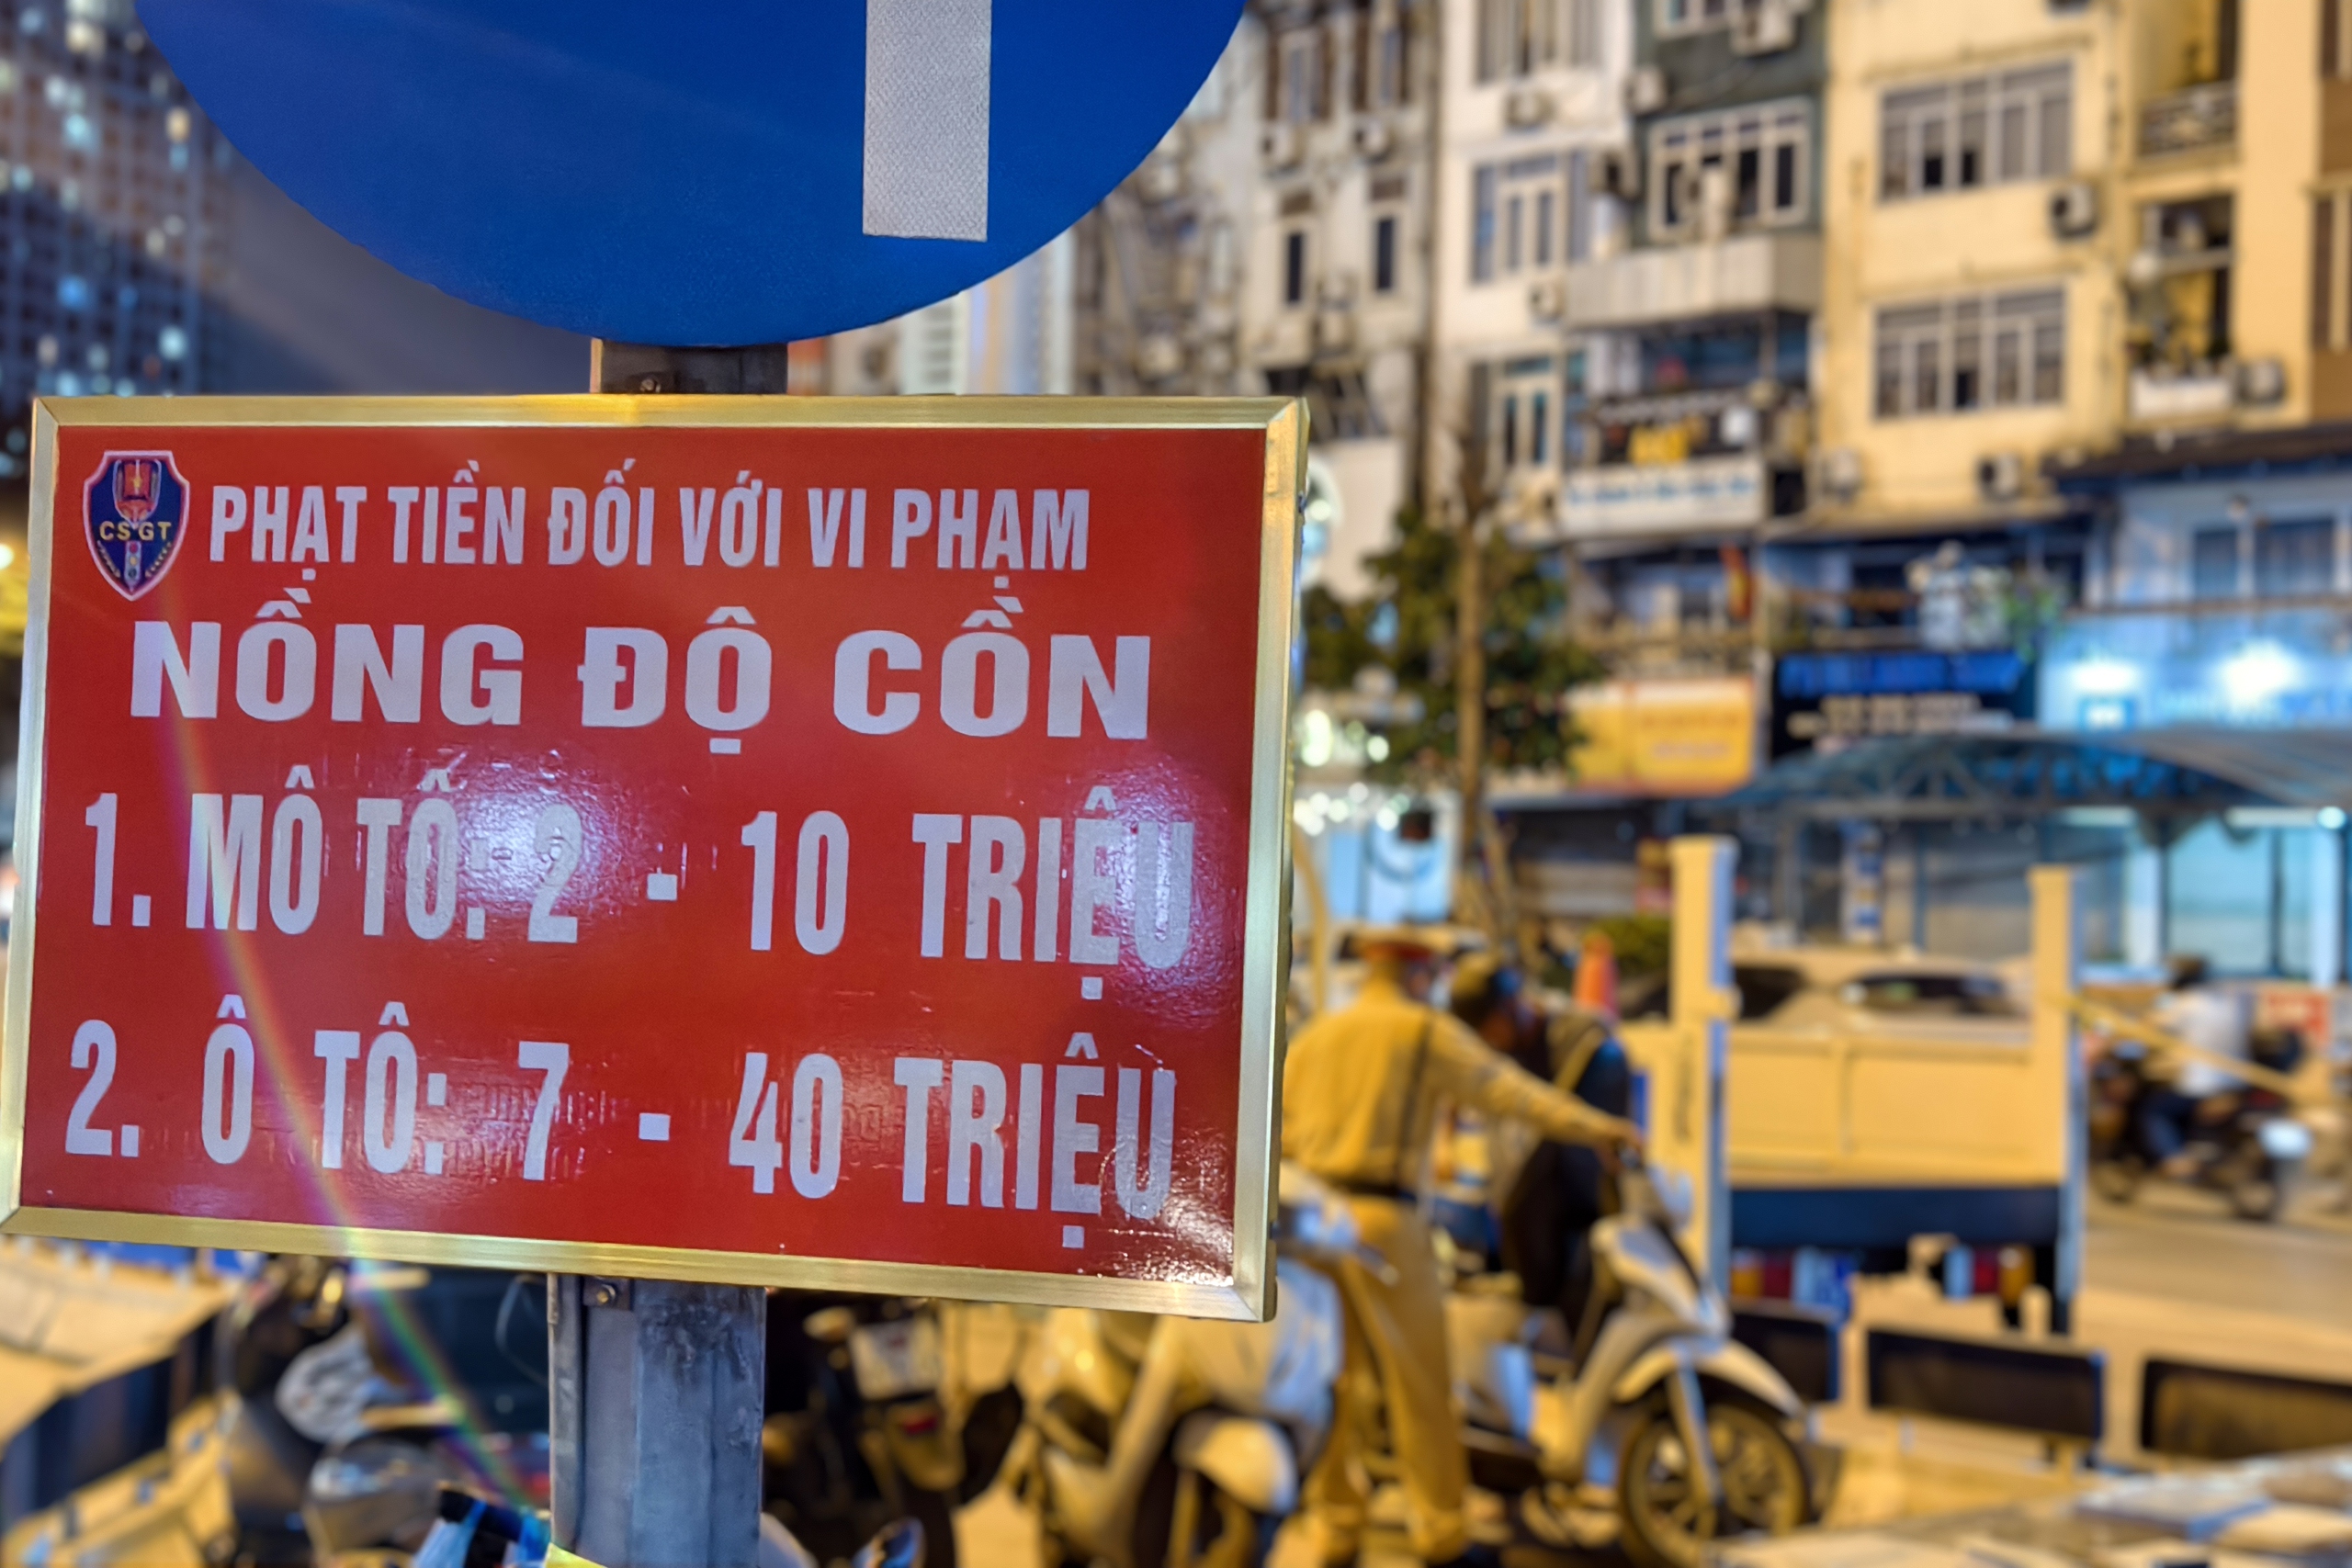 CSGT
PHẠT TIỀN ĐỐI VỚI VI PHẠM
NỒNG ĐỘ CỒN
1. MÔ TỐ: 2 - 10 TRIỆU
2. Ô TÔ: 7 - 40 TRIỆU